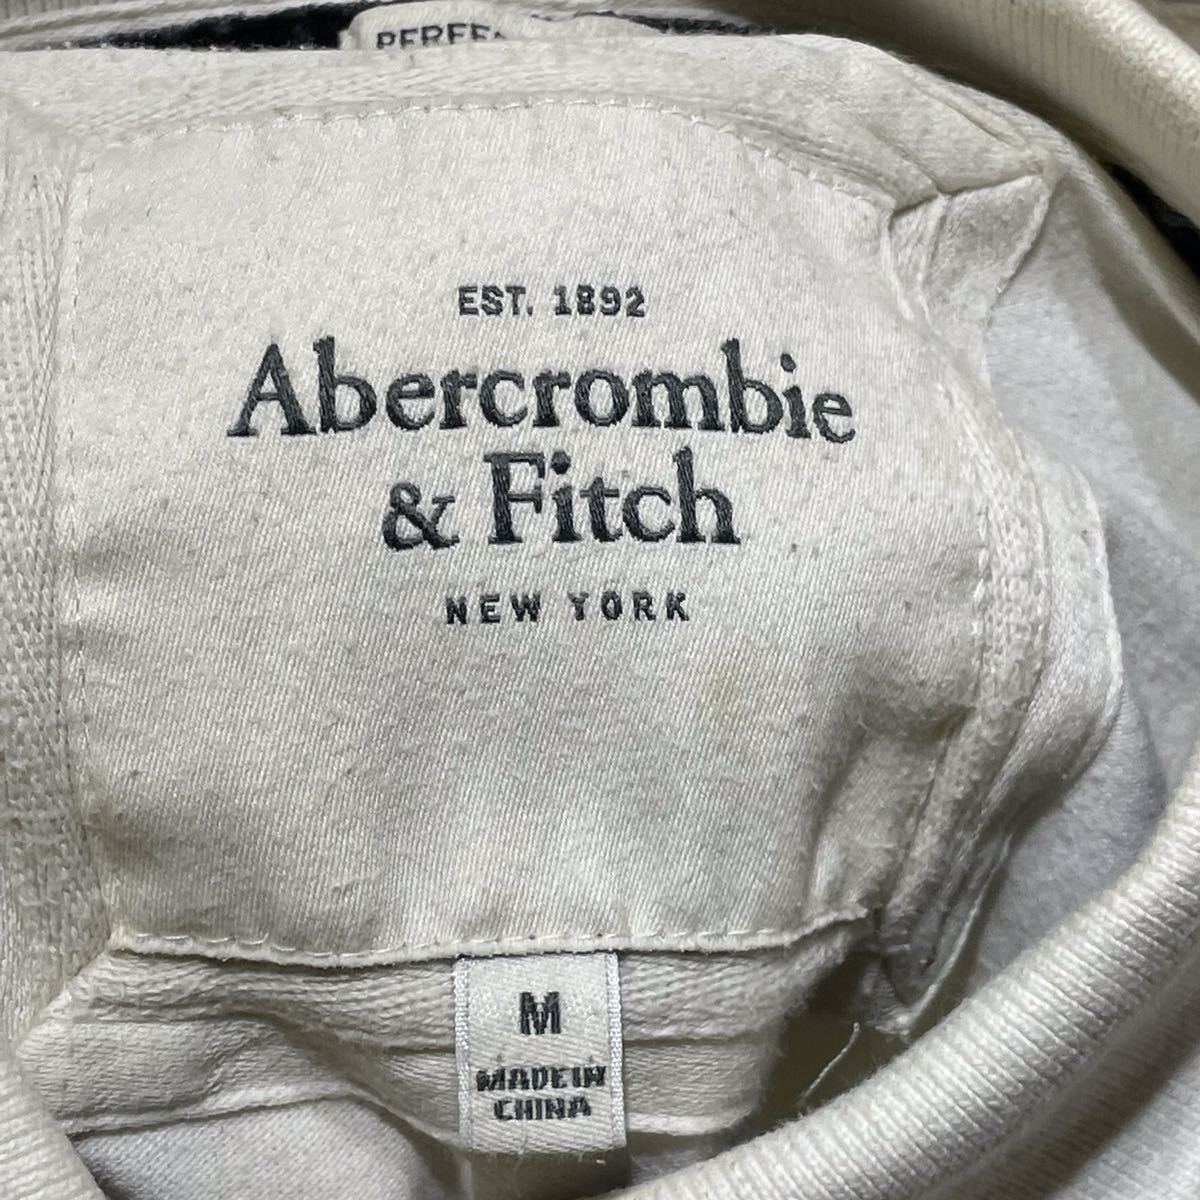 EST. 1892
Abercrombie
& Fitch
NEW YORK
M
MADE IN
CHINA